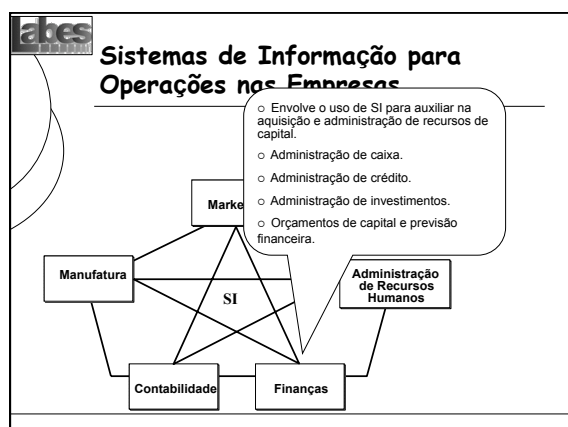 Labes
Sistemas de Informação para
Operações nas Empresas
○ Envolve o uso de SI para auxiliar na
aquisição e administração de recursos de
capital.
○ Administração de caixa.
○ Administração de crédito.
○ Administração de investimentos.
○ Orçamentos de capital e previsão
financeira.
Marke
Manufatura
Administração
de Recursos
Humanos
SI
Contabilidade
Finanças